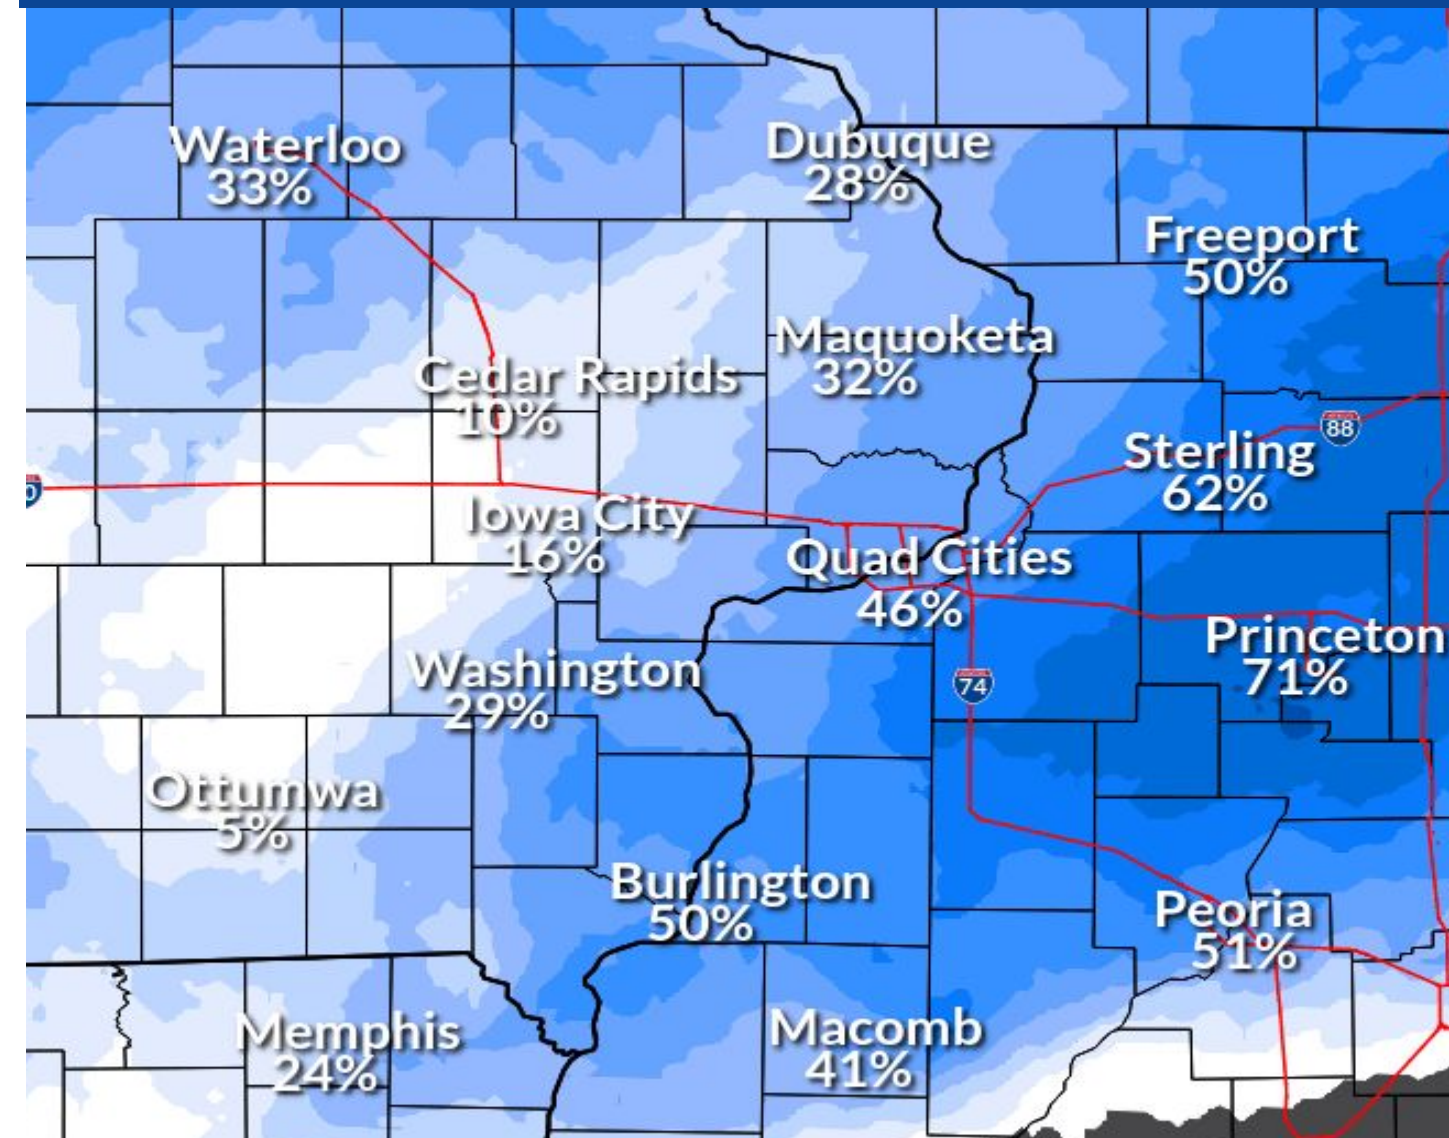 Waterloo
33%
Dubuque
28%
Freeport
50%
Maquoketa
32%
Cedar Rapids
10%
88
Sterling
62%
0
Iowa City
16%
Quad Cities
46%
Princeton
71%
Washington
29%
74
Ottumwa
5%
Burlington
50%
Peoria
51%
Memphis
24%
Macomb
41%